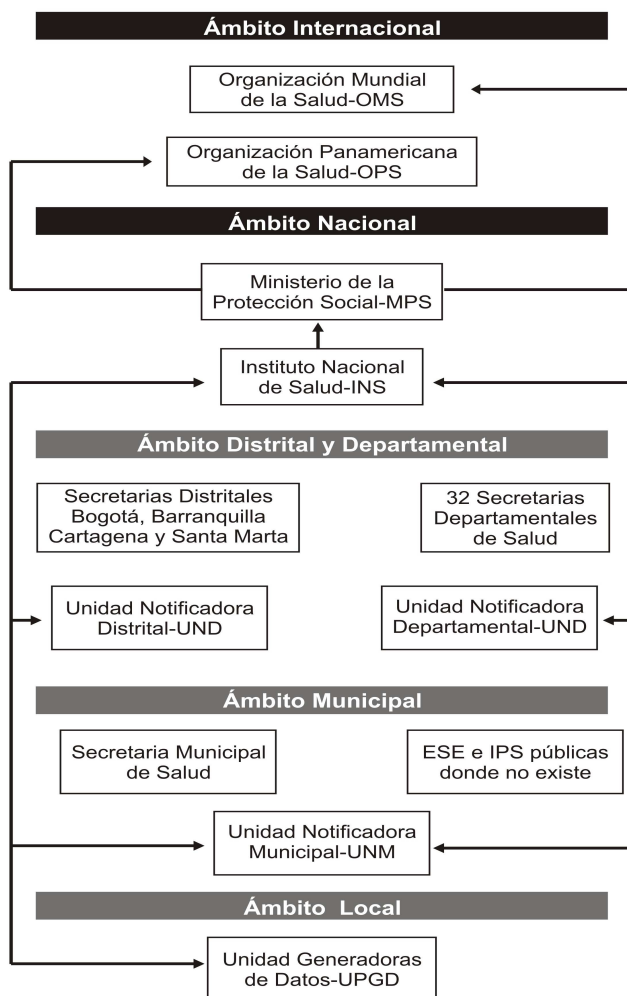 Ámbito Internacional
Organización Mundial
de la Salud-OMS
Organización Panamericana
de la Salud-OPS
Ámbito Nacional
Ministerio de la
Protección Social-MPS
Instituto Nacional
de Salud-INS
Ámbito Distrital y Departamental
Secretarias Distritales
Bogotá, Barranquilla
Cartagena y Santa Marta
32 Secretarias
Departamentales
de Salud
Unidad Notificadora
Distrital-UND
Unidad Notificadora
Departamental-UND
Ámbito Municipal
Secretaria Municipal
de Salud
ESE e IPS públicas
donde no existe
Unidad Notificadora
Municipal-UNM
Ámbito Local
Unidad Generadoras
de Datos-UPGD